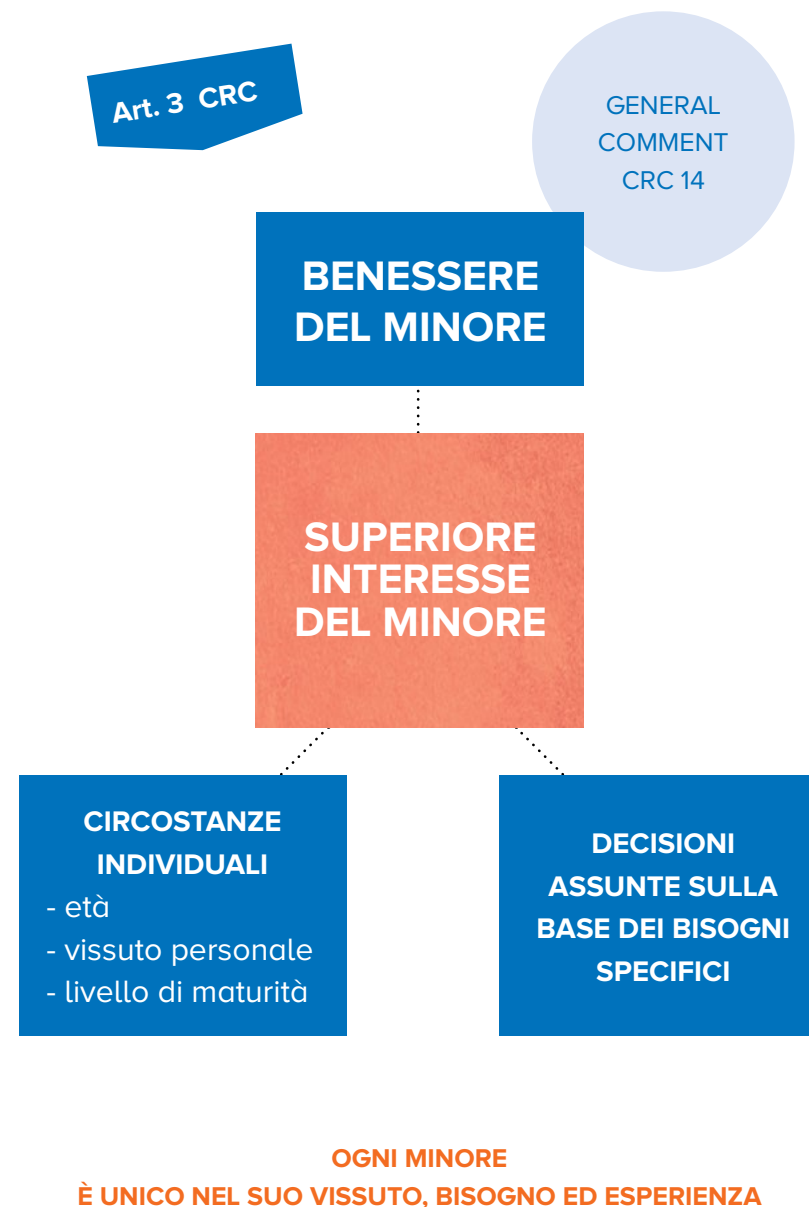 Art. 3 CRC
GENERAL
COMMENT
CRC 14
BENESSERE
DEL MINORE
SUPERIORE
INTERESSE
DEL MINORE
CIRCOSTANZE
INDIVIDUALI
- età
- vissuto personale
- livello di maturità
DECISIONI
ASSUNTE SULLA
BASE DEI BISOGNI
SPECIFICI
OGNI MINORE
È UNICO NEL SUO VISSUTO, BISOGNO ED ESPERIENZA